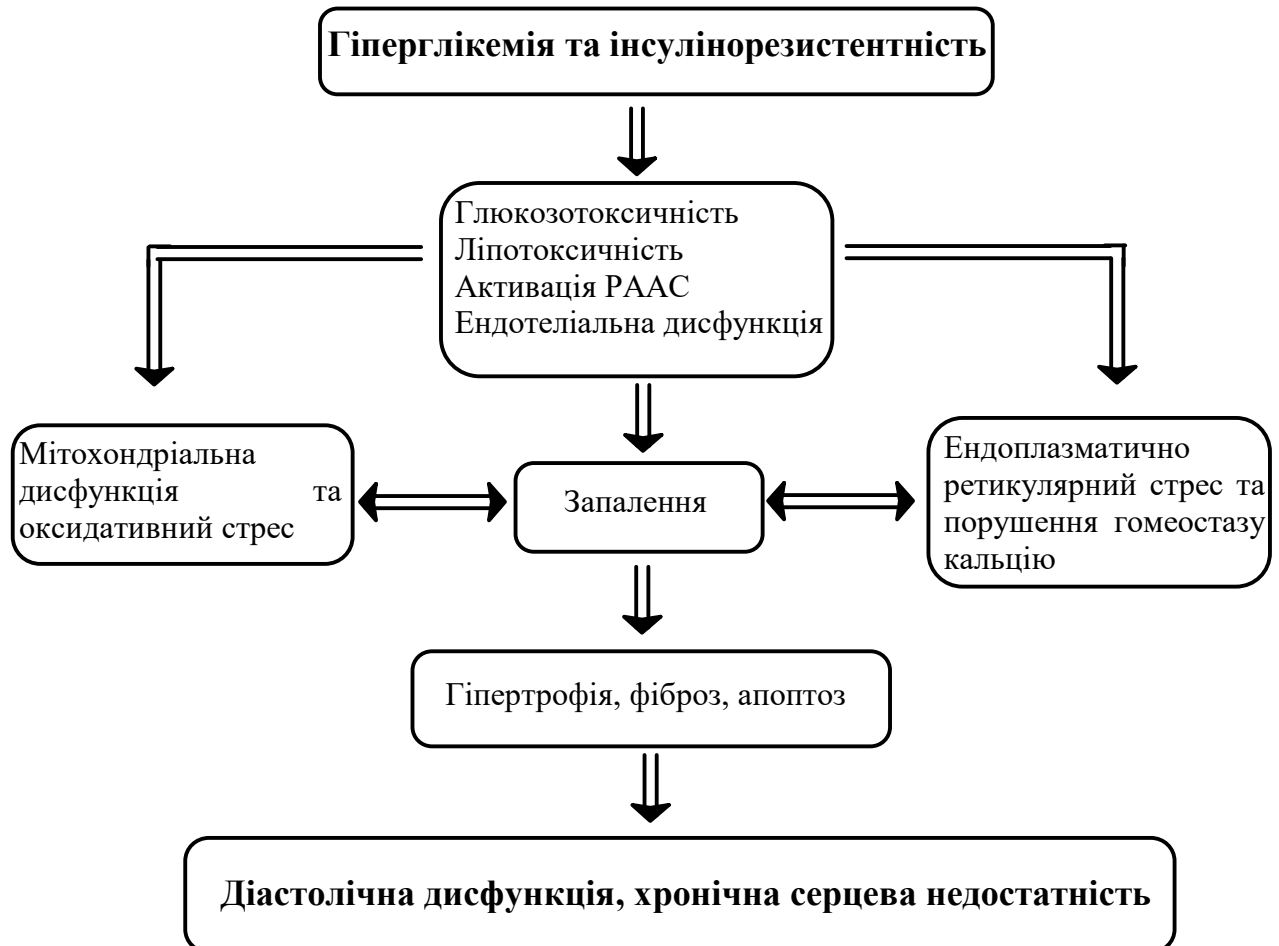 Гіперглікемія та інсулінорезистентність
Глюкозотоксичність
Ліпотоксичність
Активація РААС
Ендотеліальна дисфункція
Мітохондріальна
дисфункція та
оксидативний стрес
Запалення
Ендоплазматично
ретикулярний стрес та
порушення гомеостазу
кальцію
Гіпертрофія, фіброз, апоптоз
Діастолічна дисфункція, хронічна серцева недостатність